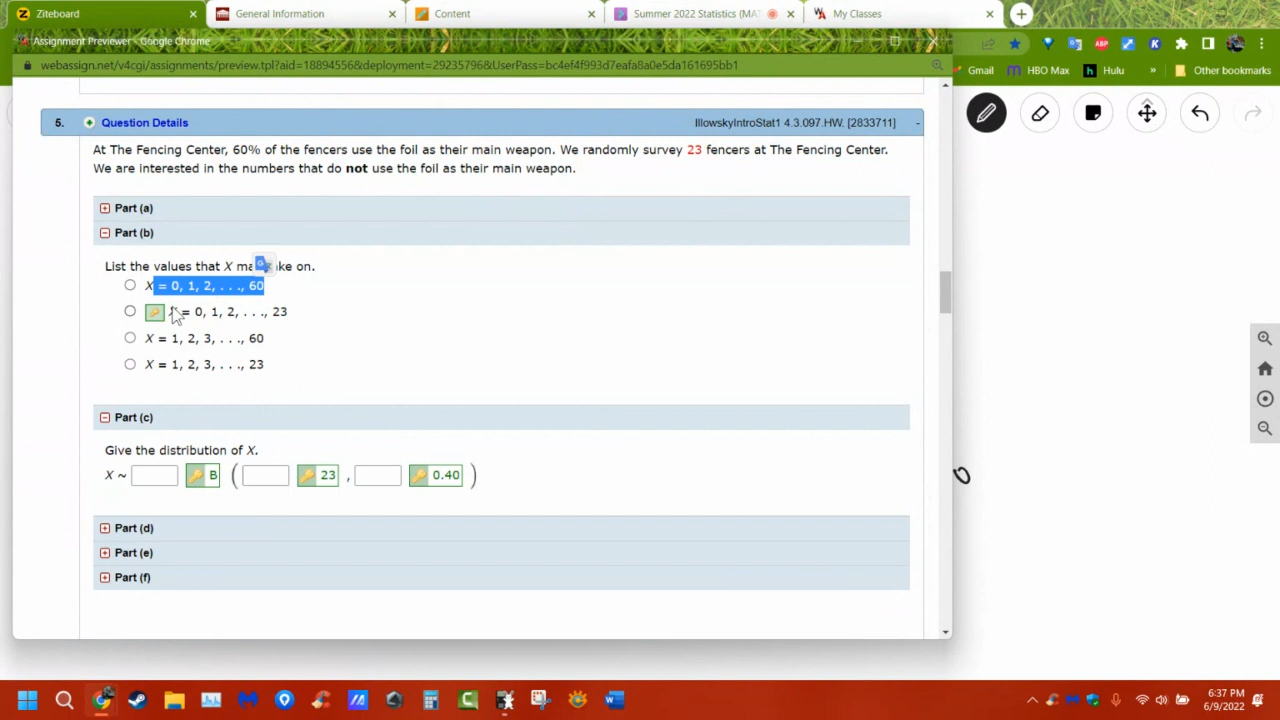 Ziteboard
General Information
Content
Summer 2022 Statistics (MA
My Classes
Assignment Previewer - Google Chrome
webassign.net/v4cgi/assignments/preview.tpl?aid=18894556&deployment=29235796&UserPass=bc4ef4f993d7eafa8a0e5da161695bb1
Gmail
HBO Max
Hulu
»
Other bookmarks
5. Question Details IllowskyIntroStat1 4.3.097.HW. [2833711] -
At The Fencing Center, 60% of the fencers use the foil as their main weapon. We randomly survey 23 fencers at The Fencing Center.
We are interested in the numbers that do not use the foil as their main weapon.
Part (a)
Part (b)
List the values that X ma ke on.
X = 0, 1, 2, . . ., 60
= 0, 1, 2, . . ., 23
X = 1, 2, 3, . . ., 60
X = 1, 2, 3, . . ., 23
Part (c)
Give the distribution of X.
X ~ B ( 23 , 0.40 )
Part (d)
Part (e)
Part (f)
6:37 PM
6/9/2022